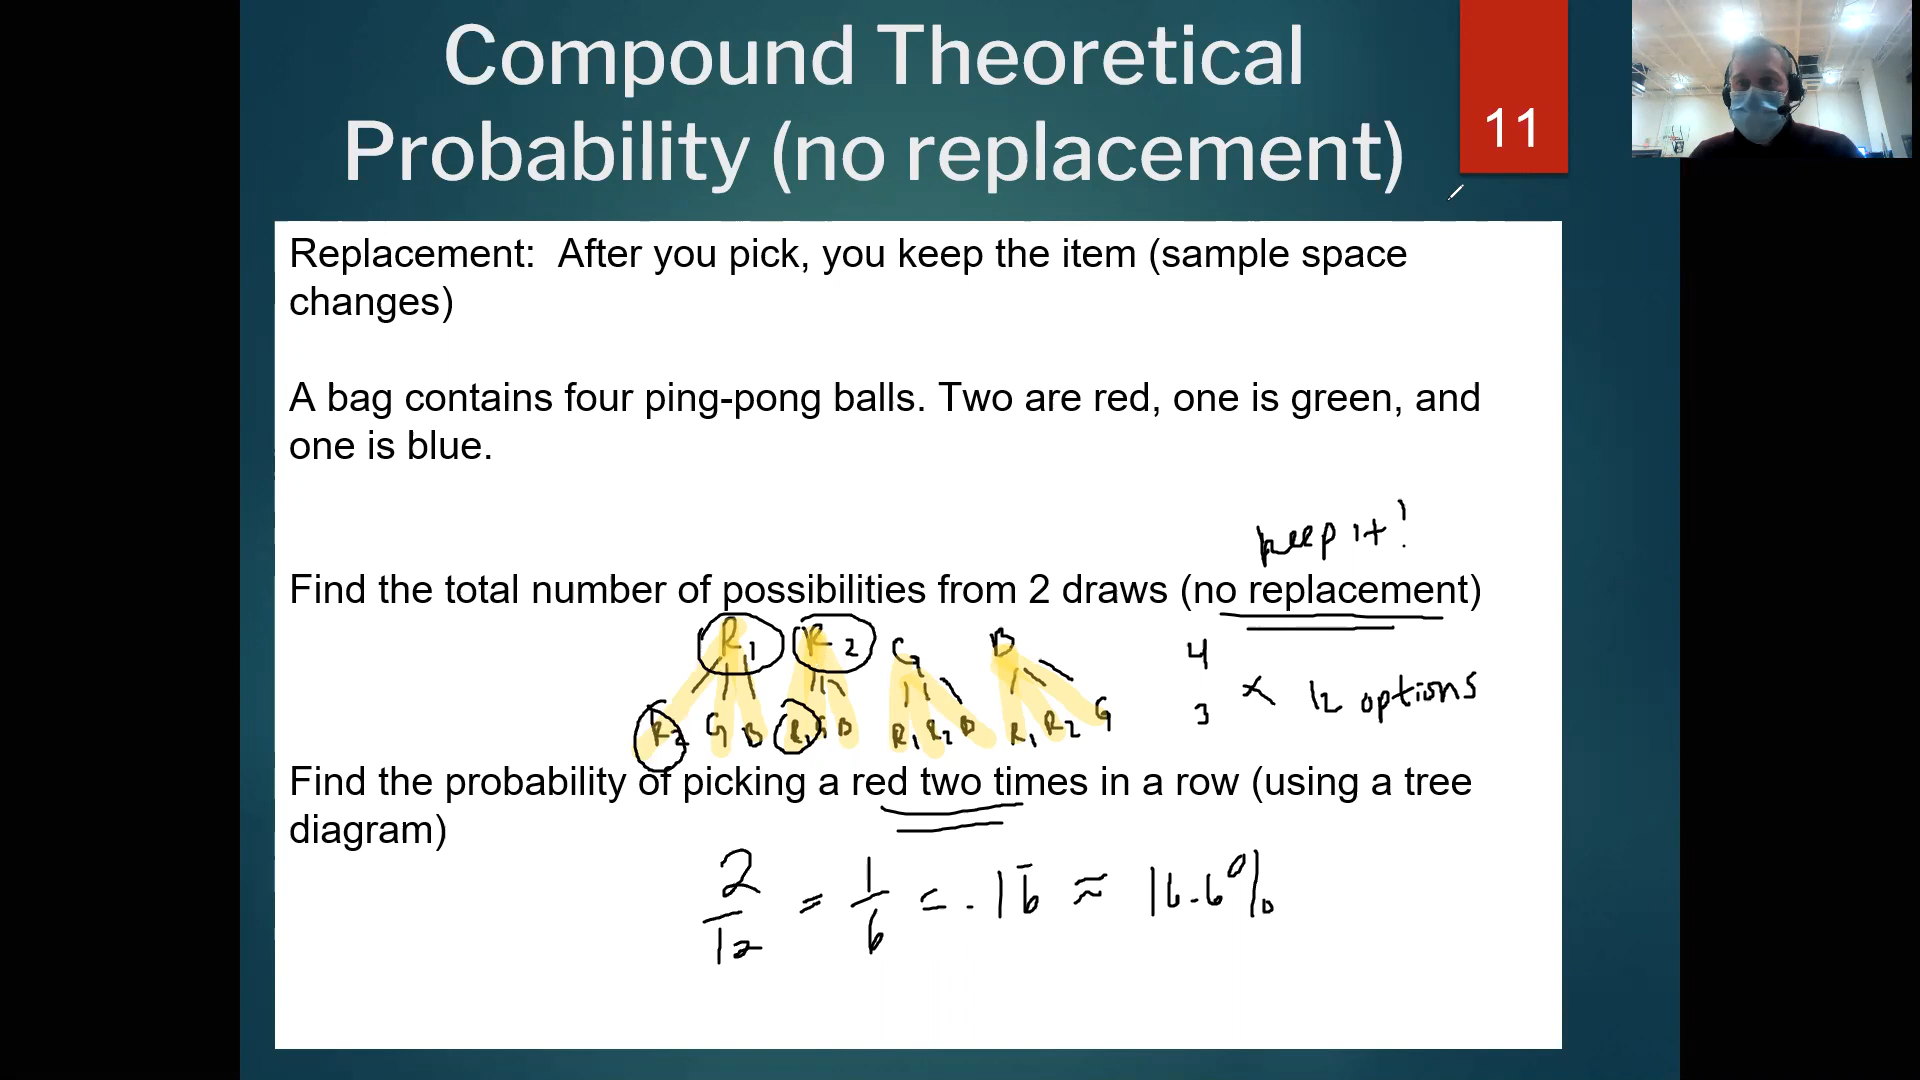 Compound Theoretical
Probability (no replacement)
11
Replacement:  After you pick, you keep the item (sample space
changes)
A bag contains four ping-pong balls. Two are red, one is green, and
one is blue.
keep it!
Find the total number of possibilities from 2 draws (no replacement)
R1 R2 G B
4
3 × 12 options
R2 G B R1 G B R1 R2 B R1 R2 G
Find the probability of picking a red two times in a row (using a tree
diagram)
2/12 = 1/6 = .16̅ ≈ 16.6%